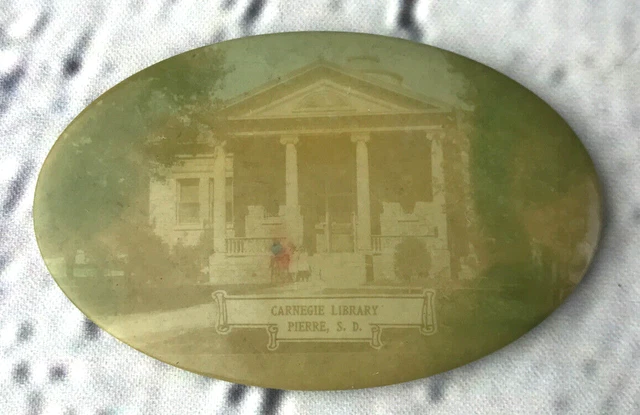 CARNEGIE LIBRARY
PIERRE, S. D.